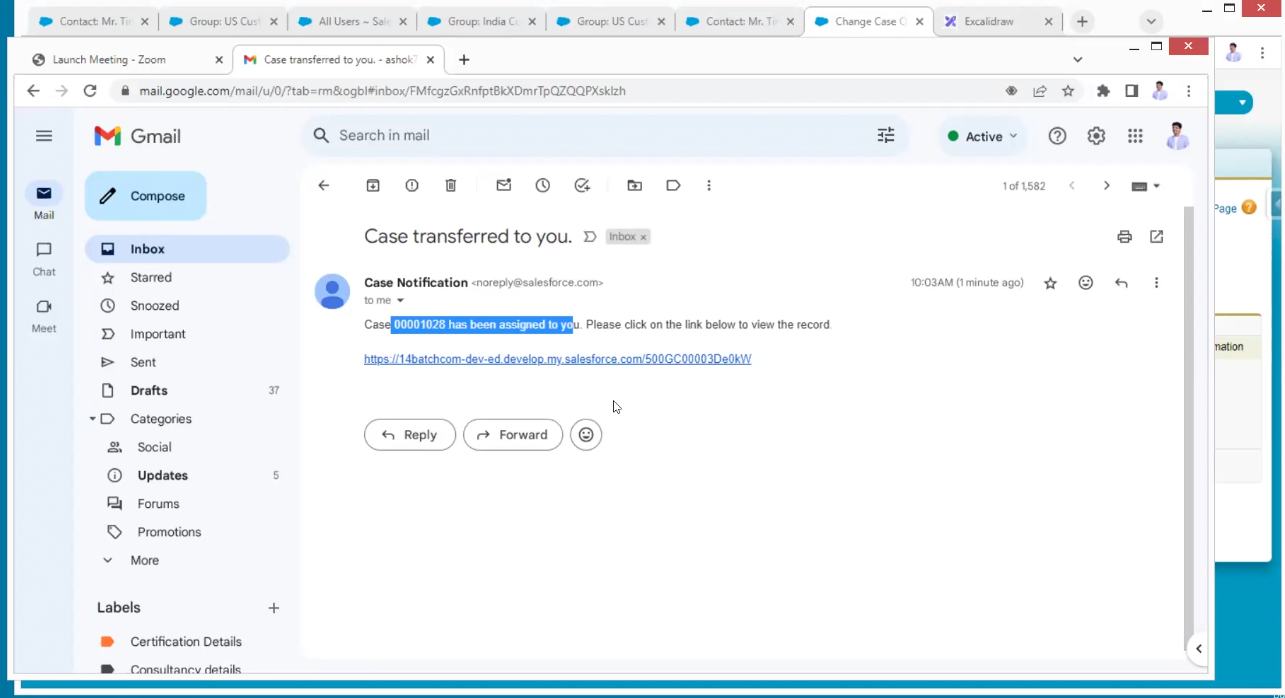 Contact: Mr. Ti
Group: US Cust
All Users ~ Sale
Group: India Cu
Group: US Cust
Contact: Mr. Ti
Change Case O
Excalidraw
Launch Meeting - Zoom
Case transferred to you. - ashok7
mail.google.com/mail/u/0/?tab=rm&ogbl#inbox/FMfcgzGxRnfptBkXDmrTpQZQQPXsklzh
Gmail
Search in mail
Active
Compose
1 of 1,582
Page
Mail
Chat
Meet
Inbox
Starred
Snoozed
Important
Sent
Drafts 37
Categories
Social
Updates 5
Forums
Promotions
More
Labels
Certification Details
Consultancy details
Case transferred to you.
Inbox x
Case Notification <noreply@salesforce.com>
10:03AM (1 minute ago)
to me
Case 00001028 has been assigned to you. Please click on the link below to view the record.
https://14batchcom-dev-ed.develop.my.salesforce.com/500GC00003De0kW
Reply
Forward
mation